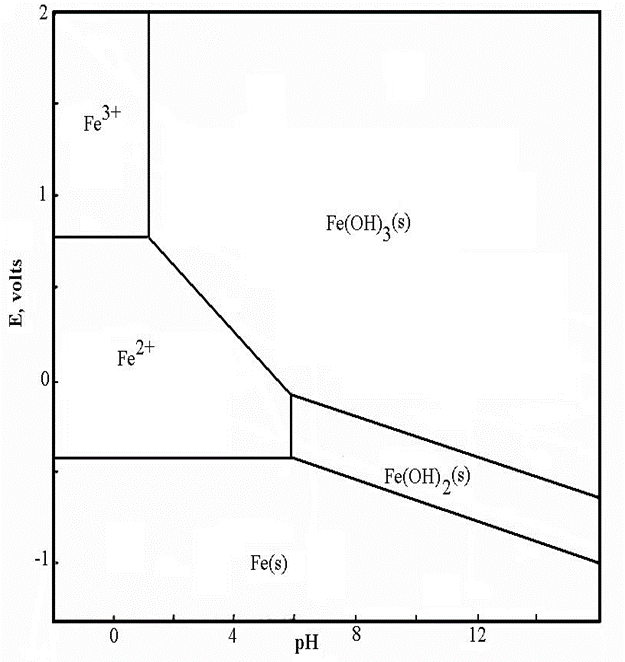 2
Fe3+
1
Fe(OH)3(s)
E, volts
Fe2+
0
Fe(OH)2(s)
-1
Fe(s)
0 4 8 12
pH